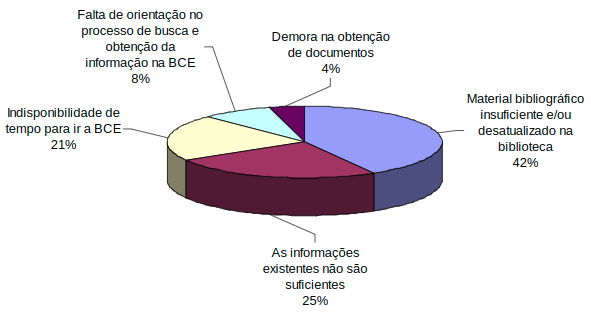 Falta de orientação no
processo de busca e
obtenção da
informação na BCE
8%
Demora na obtenção
de documentos
4%
Indisponibilidade de
tempo para ir a BCE
21%
Material bibliográfico
insuficiente e/ou
desatualizado na
biblioteca
42%
As informações
existentes não são
suficientes
25%